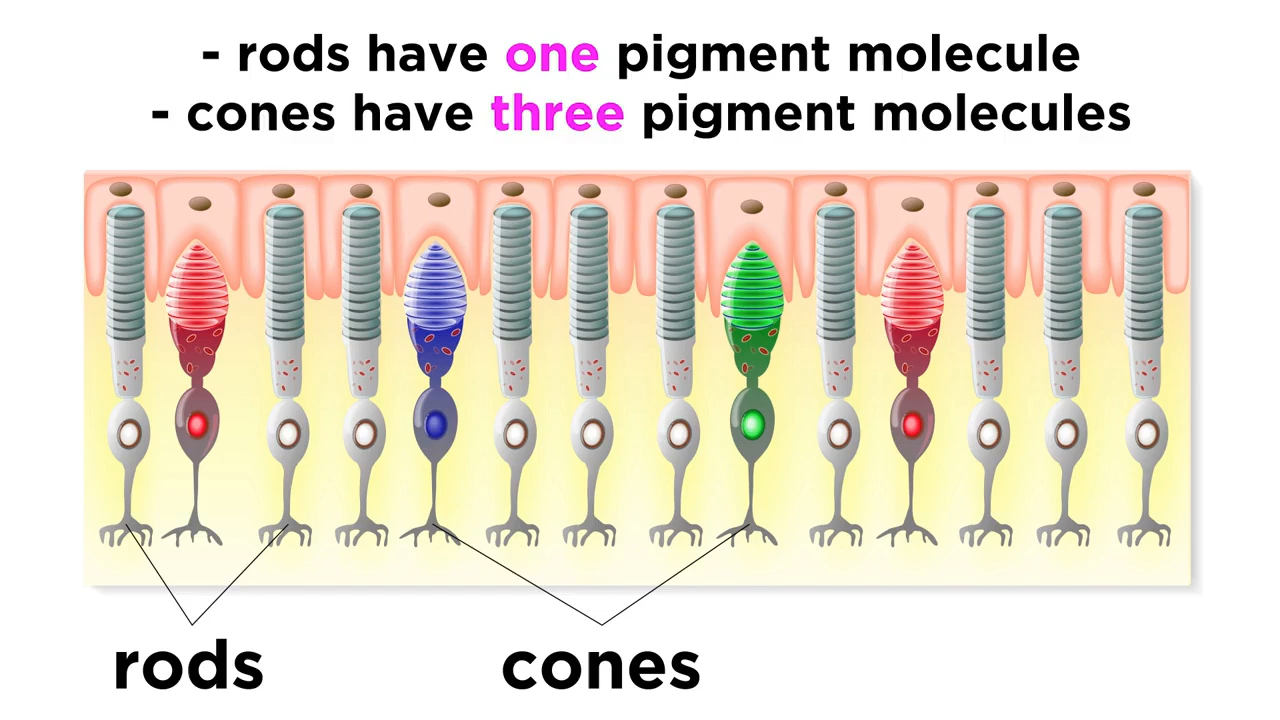 - rods have one pigment molecule
- cones have three pigment molecules
rods
cones